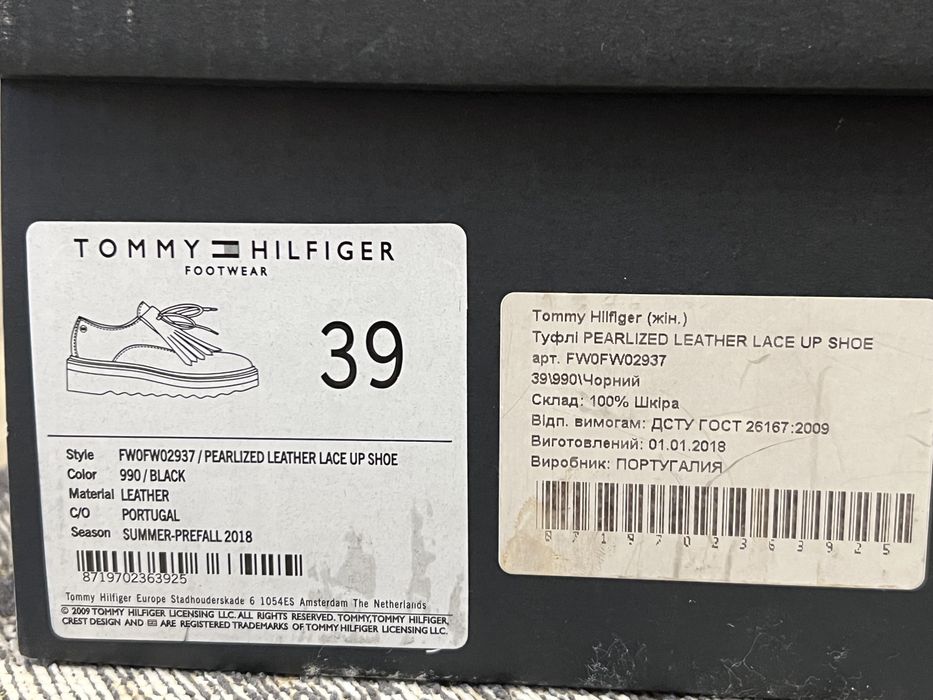 TOMMY HILFIGER
FOOTWEAR
39
Style FW0FW02937 / PEARLIZED LEATHER LACE UP SHOE
Color 990 / BLACK
Material LEATHER
C/O PORTUGAL
Season SUMMER-PREFALL 2018
8719702363925
Tommy Hilfiger Europe Stadhouderskade 6 1054ES Amsterdam The Netherlands
© 2009 TOMMY HILFIGER LICENSING LLC. ALL RIGHTS RESERVED. TOMMY, TOMMY HILFIGER,
CREST DESIGN AND ARE REGISTERED TRADEMARKS OF TOMMY HILFIGER LICENSING LLC.
Tommy Hilfiger (жін.)
Туфлі PEARLIZED LEATHER LACE UP SHOE
арт. FW0FW02937
39\990\Чорний
Склад: 100% Шкіра
Відп. вимогам: ДСТУ ГОСТ 26167:2009
Виготовлений: 01.01.2018
Виробник: ПОРТУГАЛИЯ
8719702363925